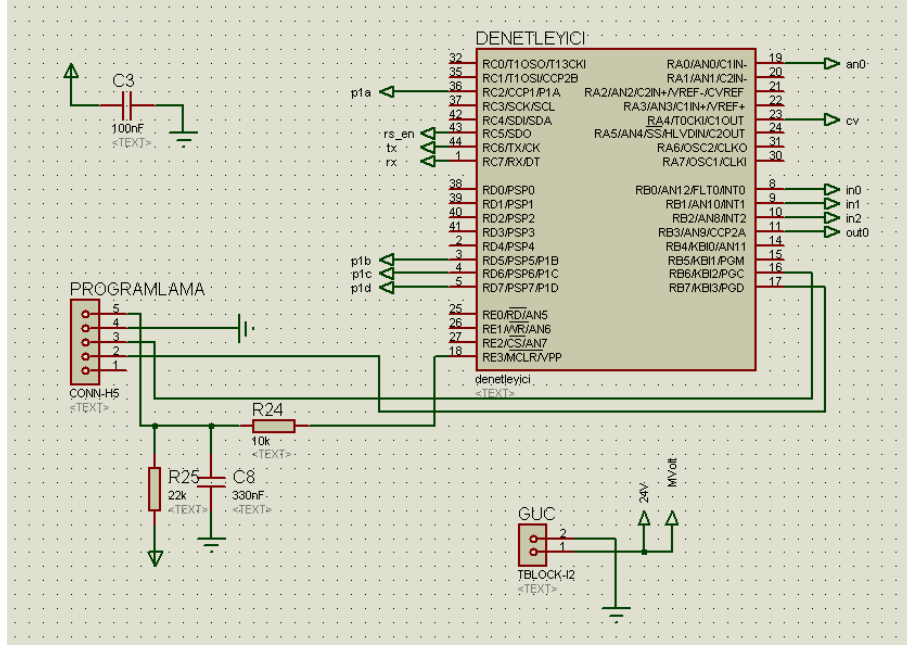 DENETLEYICI
32 RC0/T1OSO/T13CKI
35 RC1/T1OSI/CCP2B
36 RC2/CCP1/P1A
37 RC3/SCK/SCL
42 RC4/SDI/SDA
43 RC5/SDO
44 RC6/TX/CK
1 RC7/RX/DT
38 RD0/PSP0
39 RD1/PSP1
40 RD2/PSP2
41 RD3/PSP3
2 RD4/PSP4
3 RD5/PSP5/P1B
4 RD6/PSP6/P1C
5 RD7/PSP7/P1D
25 RE0/RD/AN5
26 RE1/WR/AN6
27 RE2/CS/AN7
18 RE3/MCLR/VPP
RA0/AN0/C1IN- 19
RA1/AN1/C2IN- 20
RA2/AN2/C2IN+/VREF-/CVREF 21
RA3/AN3/C1IN+/VREF+ 22
RA4/T0CKI/C1OUT 23
RA5/AN4/SS/HLVDIN/C2OUT 24
RA6/OSC2/CLKO 31
RA7/OSC1/CLKI 30
RB0/AN12/FLT0/INT0 8
RB1/AN10/INT1 9
RB2/AN8/INT2 10
RB3/AN9/CCP2A 11
RB4/KBI0/AN11 14
RB5/KBI1/PGM 15
RB6/KBI2/PGC 16
RB7/KBI3/PGD 17
denetleyici
<TEXT>
an0
cv
in0
in1
in2
out0
p1a
rs_en
tx
rx
p1b
p1c
p1d
C3
100nF
<TEXT>
PROGRAMLAMA
5
4
3
2
1
CONN-H5
<TEXT>
R24
10k
<TEXT>
R25
22k
<TEXT>
C8
330nF
<TEXT>
GUC
2
1
TBLOCK-I2
<TEXT>
24V
MVolt